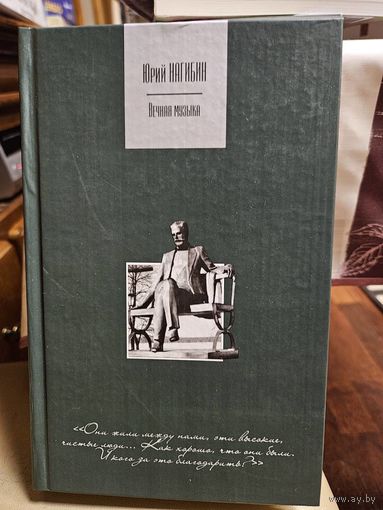 Юрий НАГИБИН
Вечная музыка
«Они жили между нами, эти высокие,
чистые люди... Как хорошо, что они были.
И кого за это благодарить?»
www.ay.by